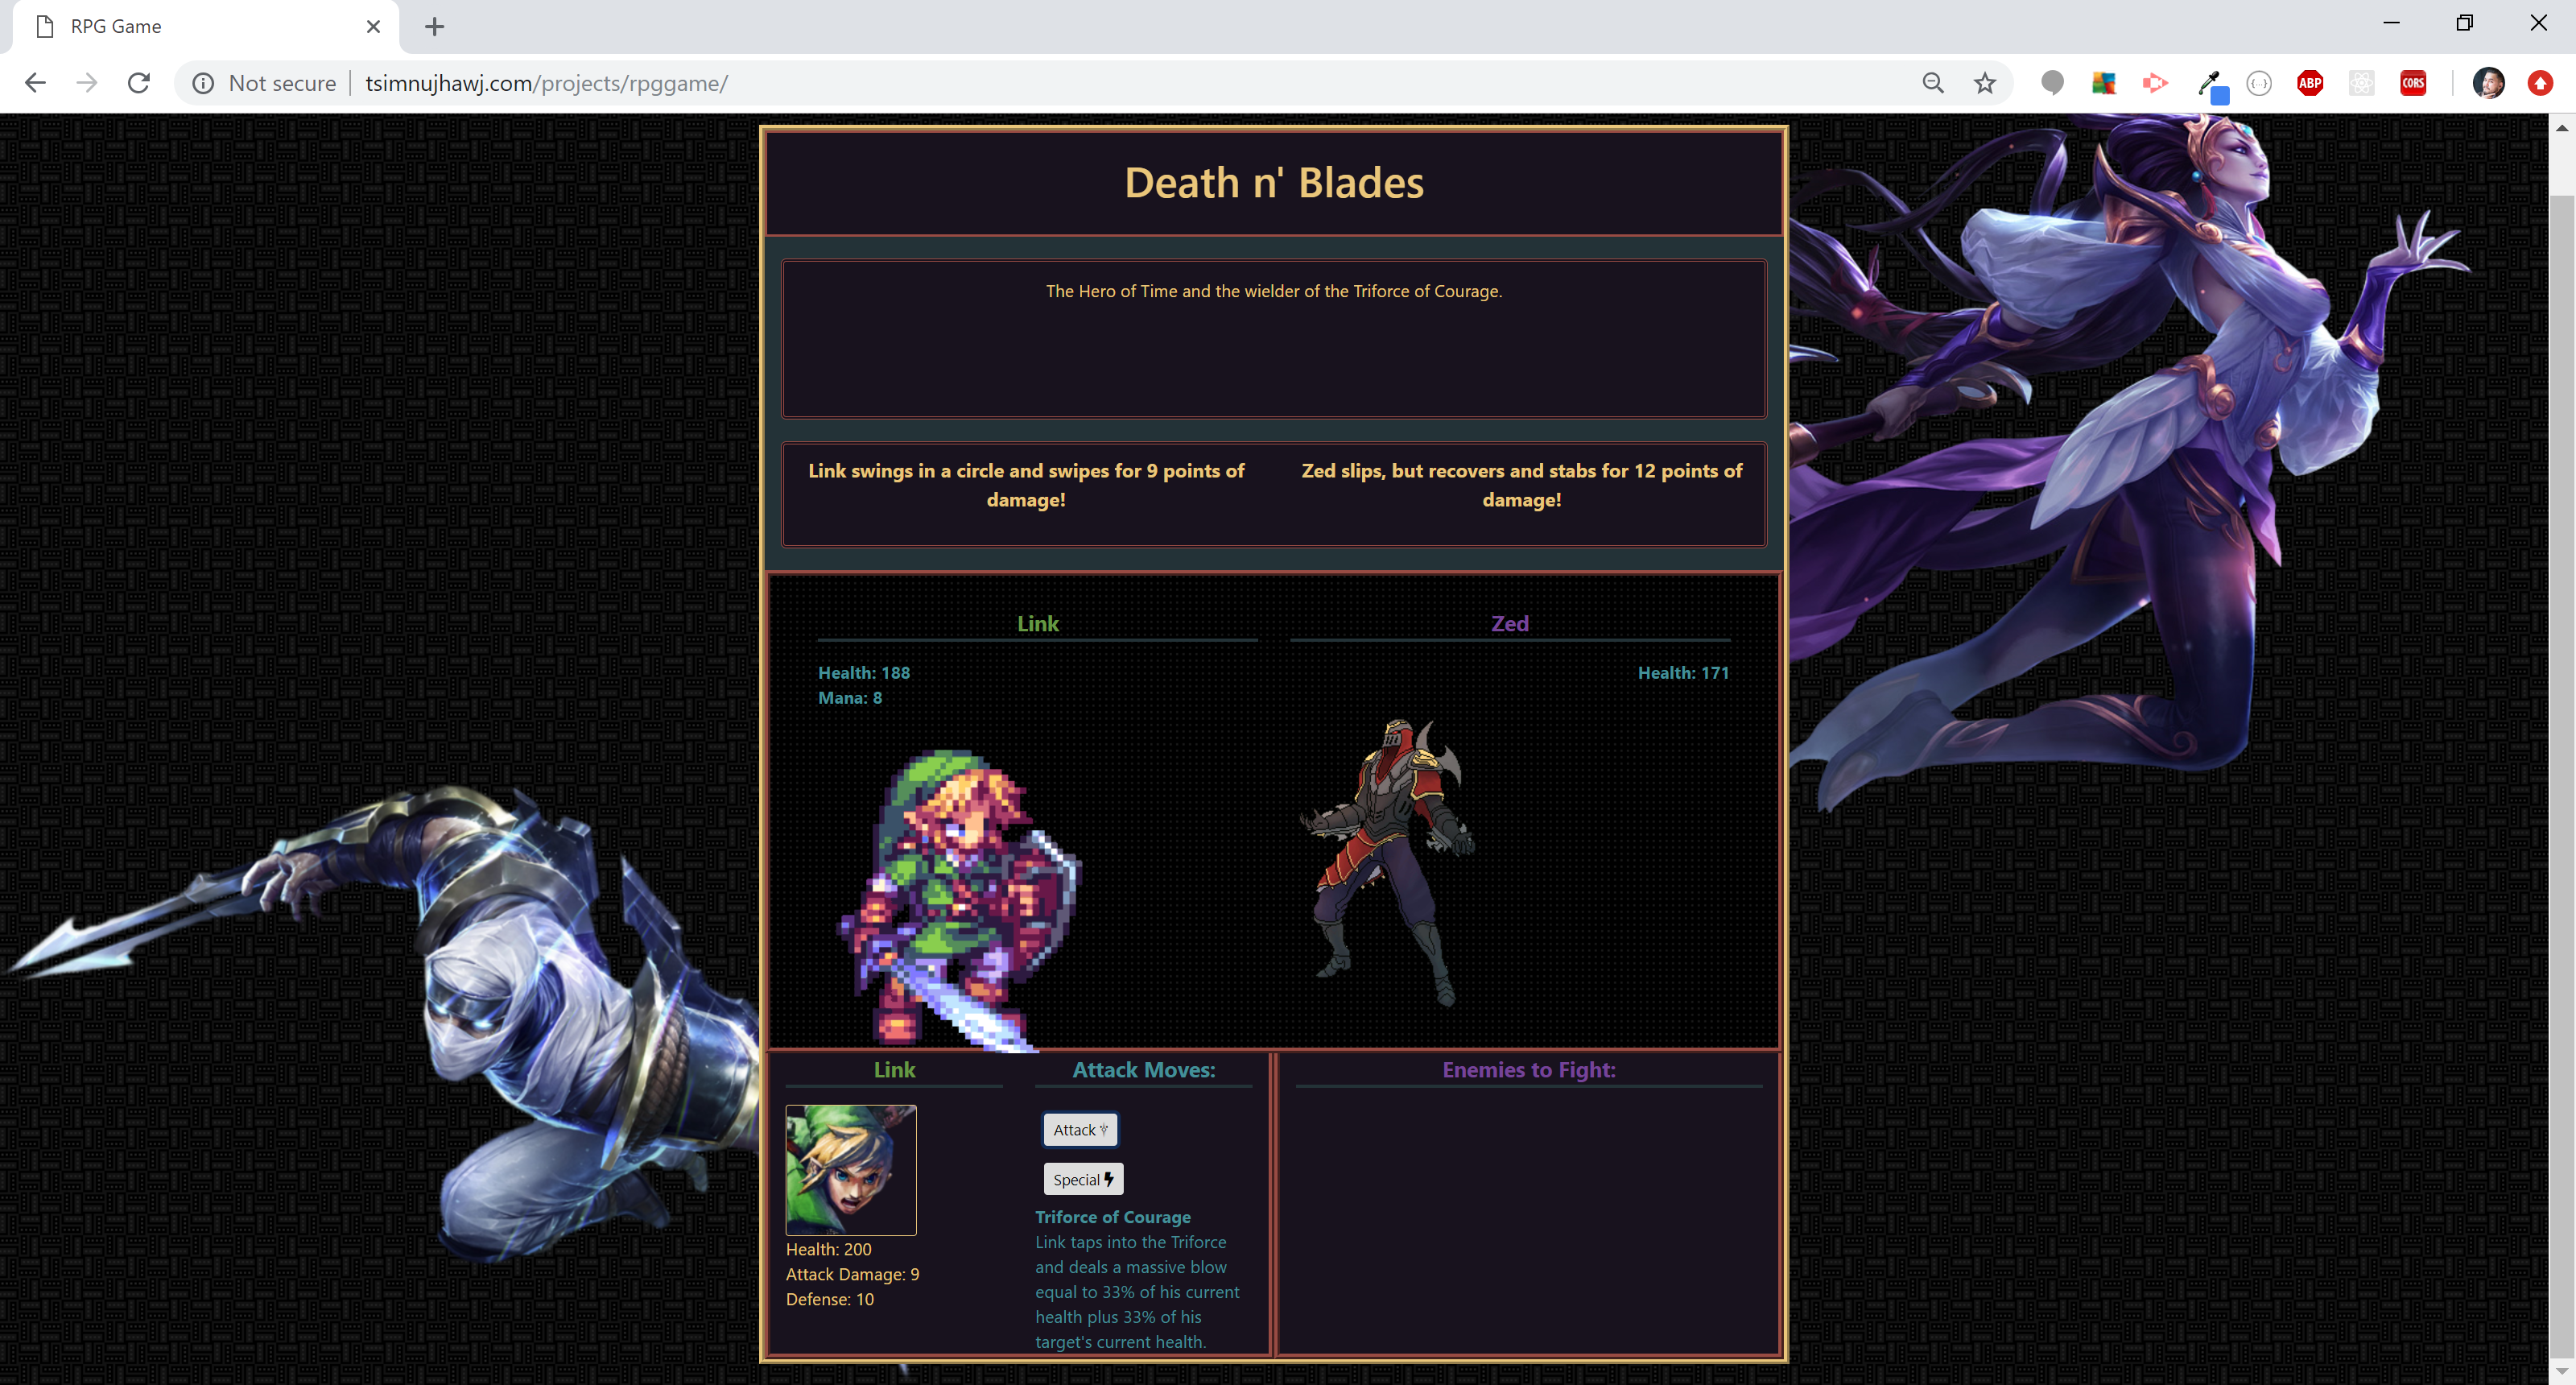 RPG Game
Not secure
tsimnujhawj.com/projects/rpggame/
ABP
CORS
Death n' Blades
The Hero of Time and the wielder of the Triforce of Courage.
Link swings in a circle and swipes for 9 points of
damage!
Zed slips, but recovers and stabs for 12 points of
damage!
Link
Health: 188
Mana: 8
Zed
Health: 171
Link
Health: 200
Attack Damage: 9
Defense: 10
Attack Moves:
Attack
Special
Triforce of Courage
Link taps into the Triforce
and deals a massive blow
equal to 33% of his current
health plus 33% of his
target's current health.
Enemies to Fight: